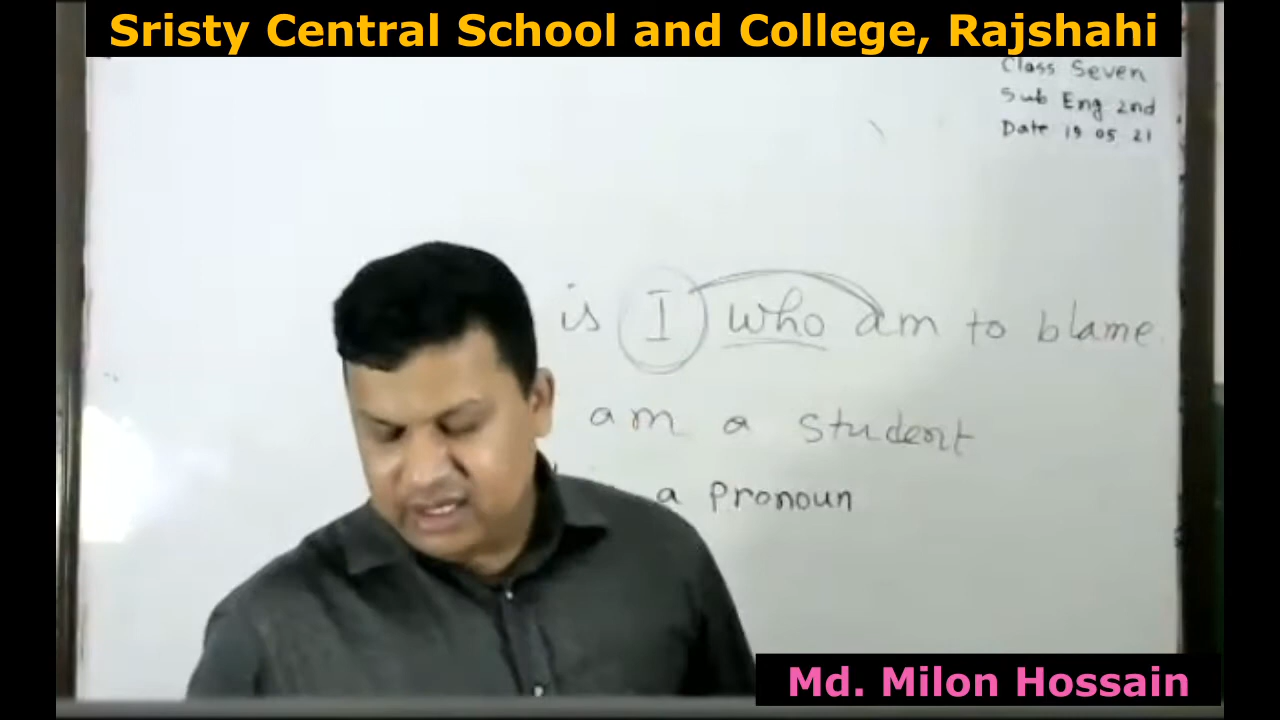 Sristy Central School and College, Rajshahi
Class Seven
Sub Eng 2nd
Date 19 05 21
is I who am to blame.
am a student
a pronoun
Md. Milon Hossain